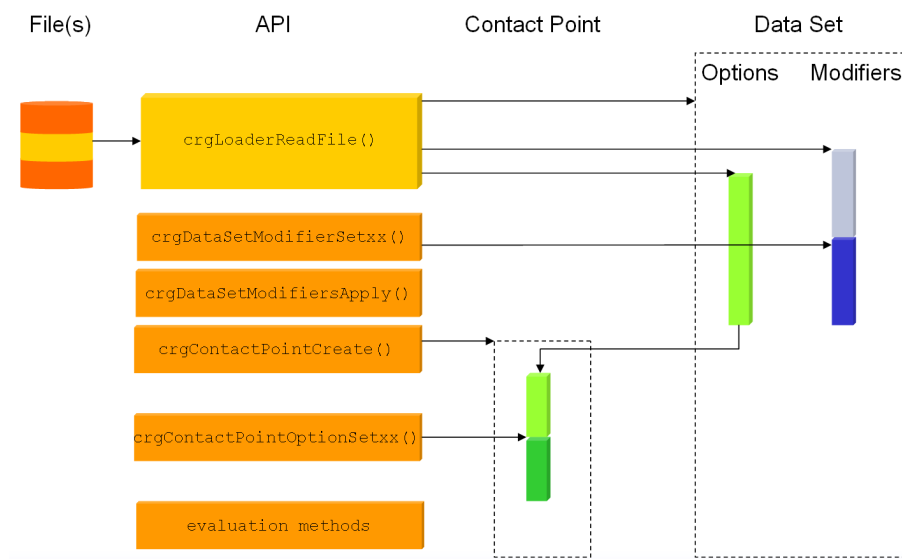 File(s) API Contact Point Data Set
Options Modifiers
crgLoaderReadFile()
crgDataSetModifierSetxx()
crgDataSetModifiersApply()
crgContactPointCreate()
crgContactPointOptionSetxx()
evaluation methods